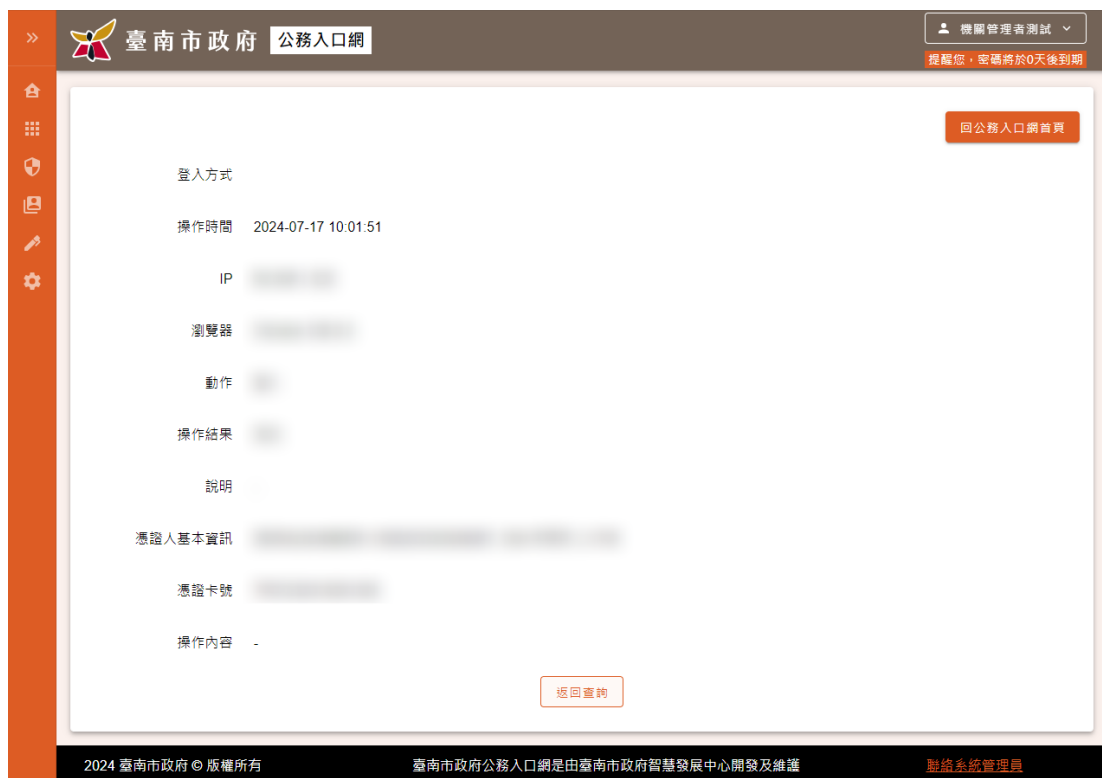 臺南市政府 公務入口網
機關管理者測試
提醒您，密碼將於0天後到期
回公務入口網首頁
登入方式
操作時間 2024-07-17 10:01:51
IP
瀏覽器
動作
操作結果
說明
憑證人基本資訊
憑證卡號
操作內容 -
返回查詢
2024 臺南市政府 © 版權所有 臺南市政府公務入口網是由臺南市政府智慧發展中心開發及維護 聯絡系統管理員